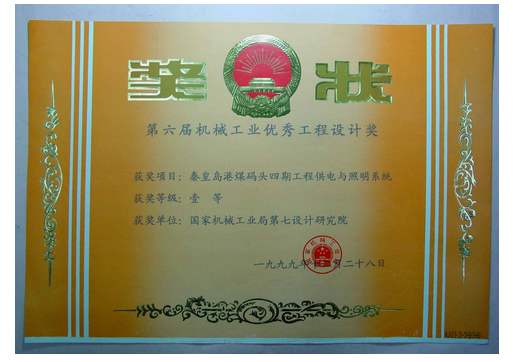 奖 状
第六届机械工业优秀工程设计奖
获奖项目：秦皇岛港煤码头四期工程供电与照明系统
获奖等级：壹 等
获奖单位：国家机械工业局第七设计研究院
一九九九年十 月二十八日